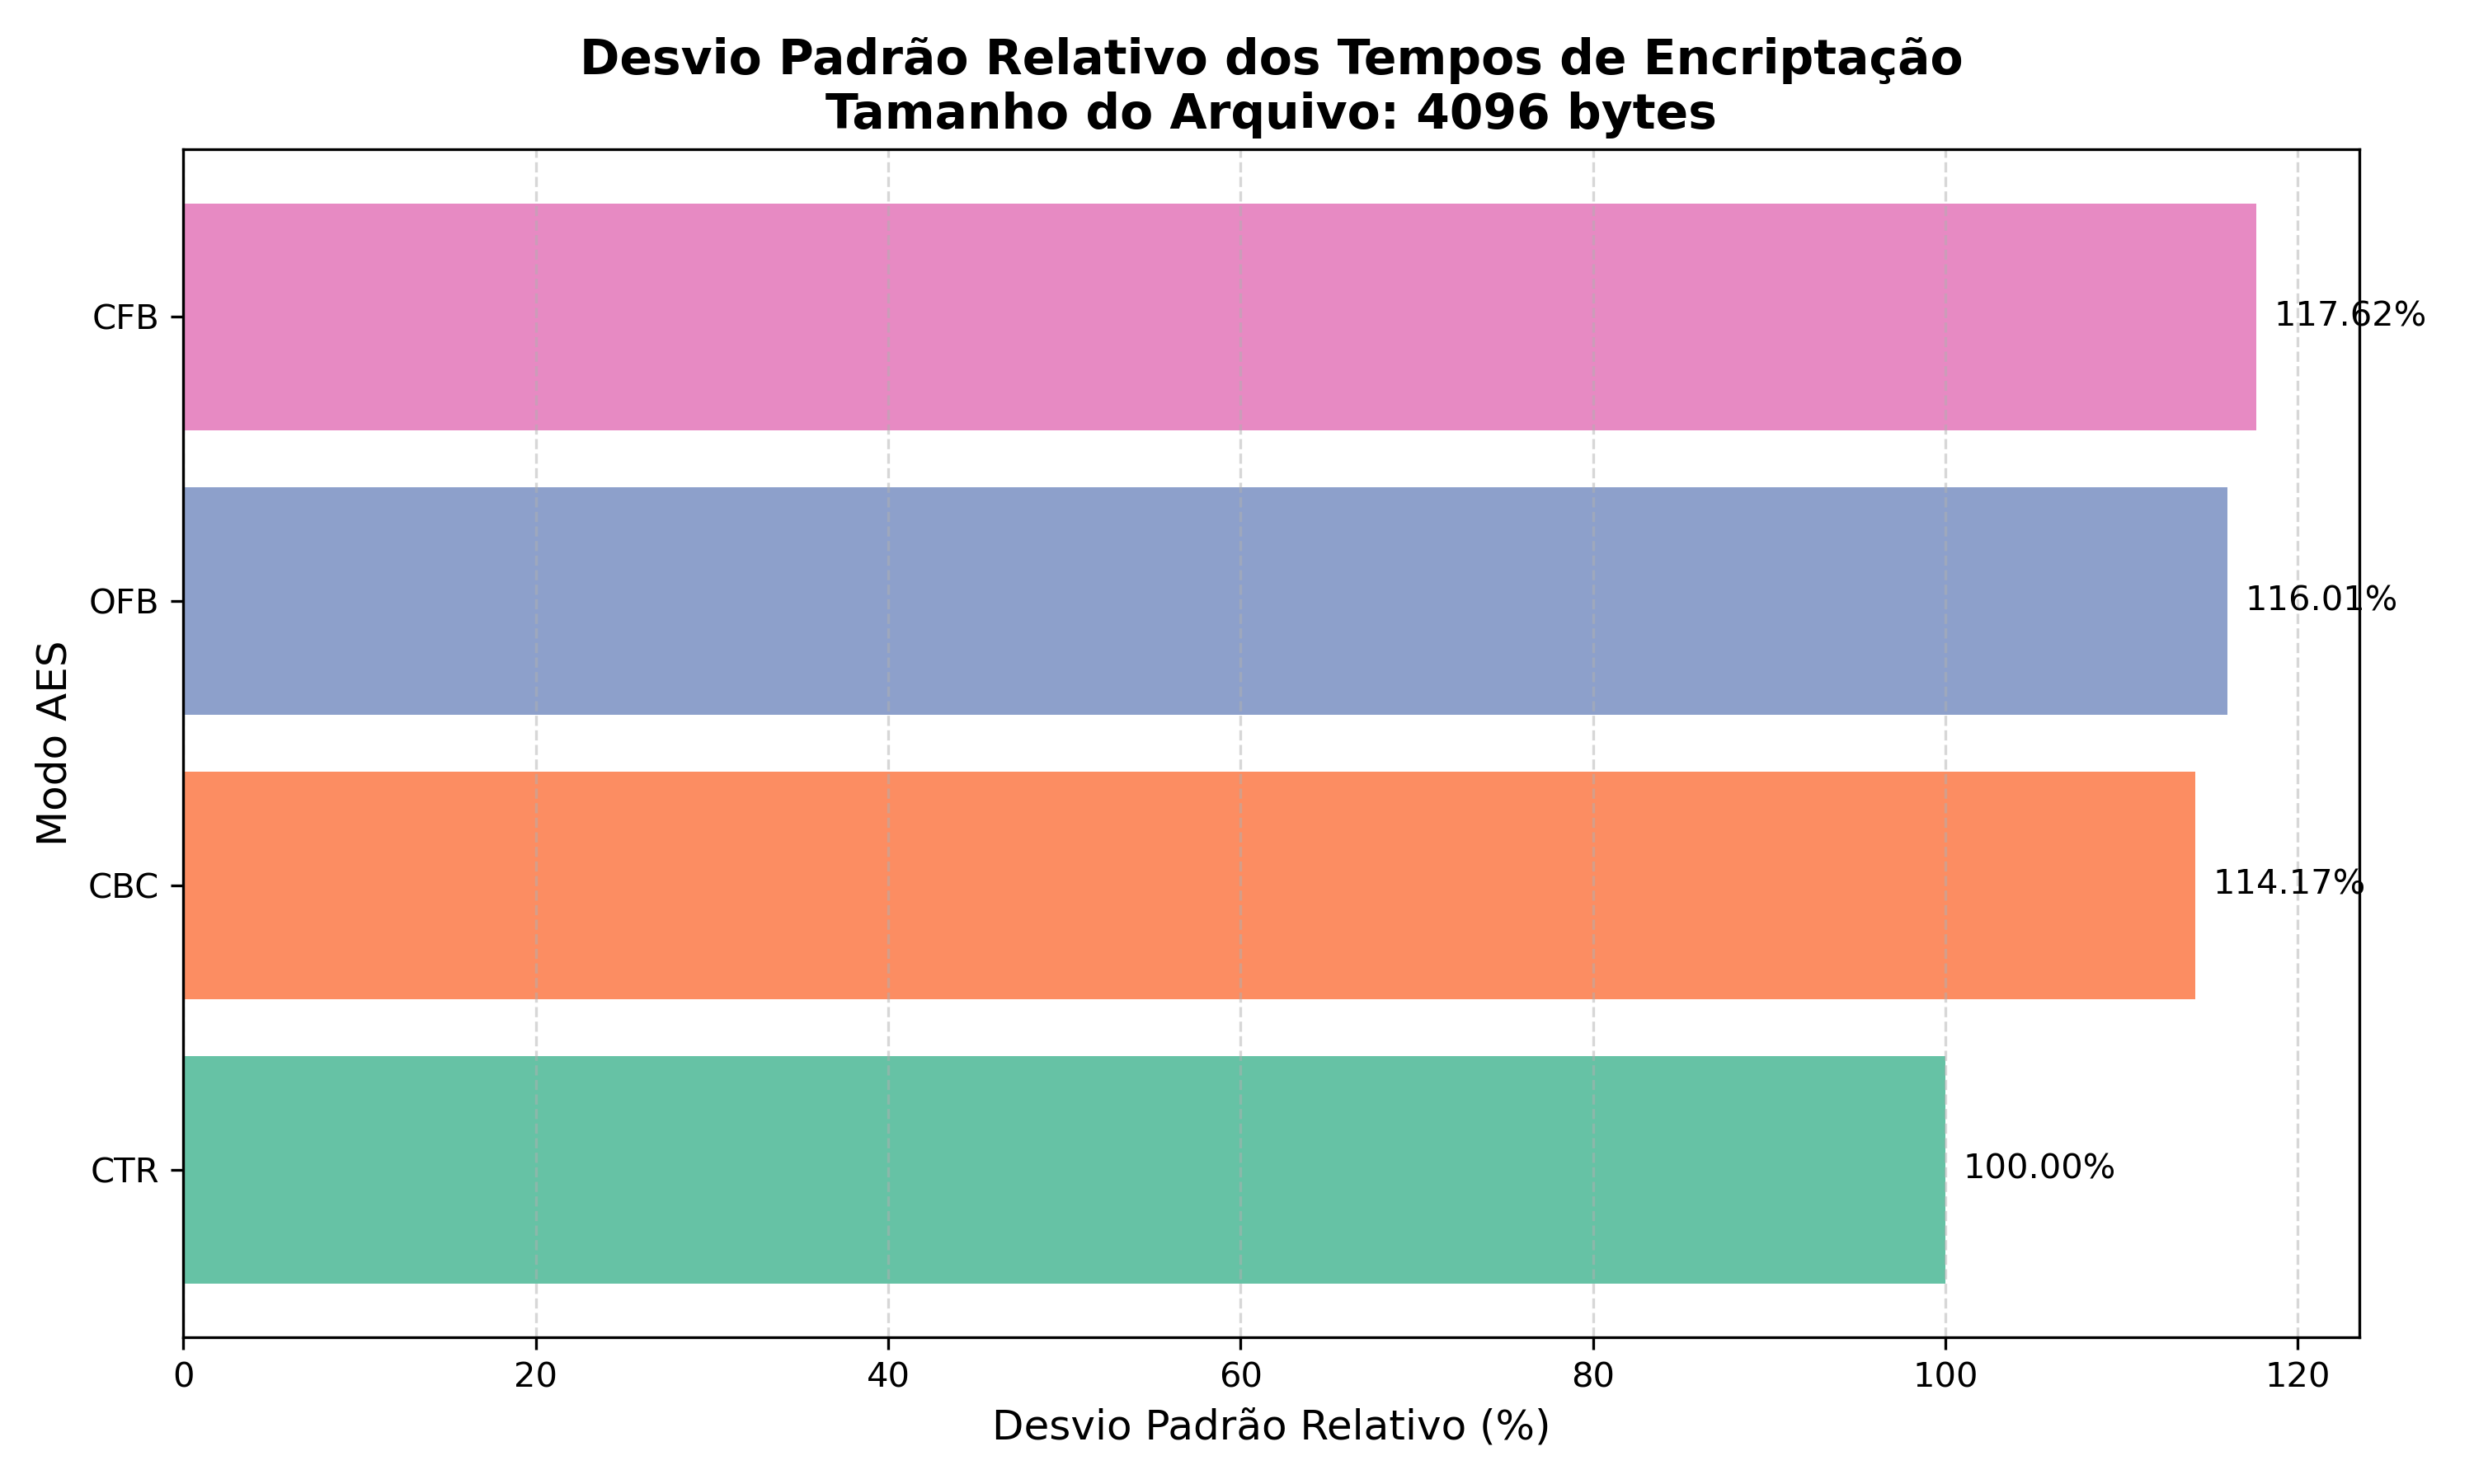 Desvio Padrão Relativo dos Tempos de Encriptação
Tamanho do Arquivo: 4096 bytes
Modo AES
CFB
117.62%
OFB
116.01%
CBC
114.17%
CTR
100.00%
0
20
40
60
80
100
120
Desvio Padrão Relativo (%)